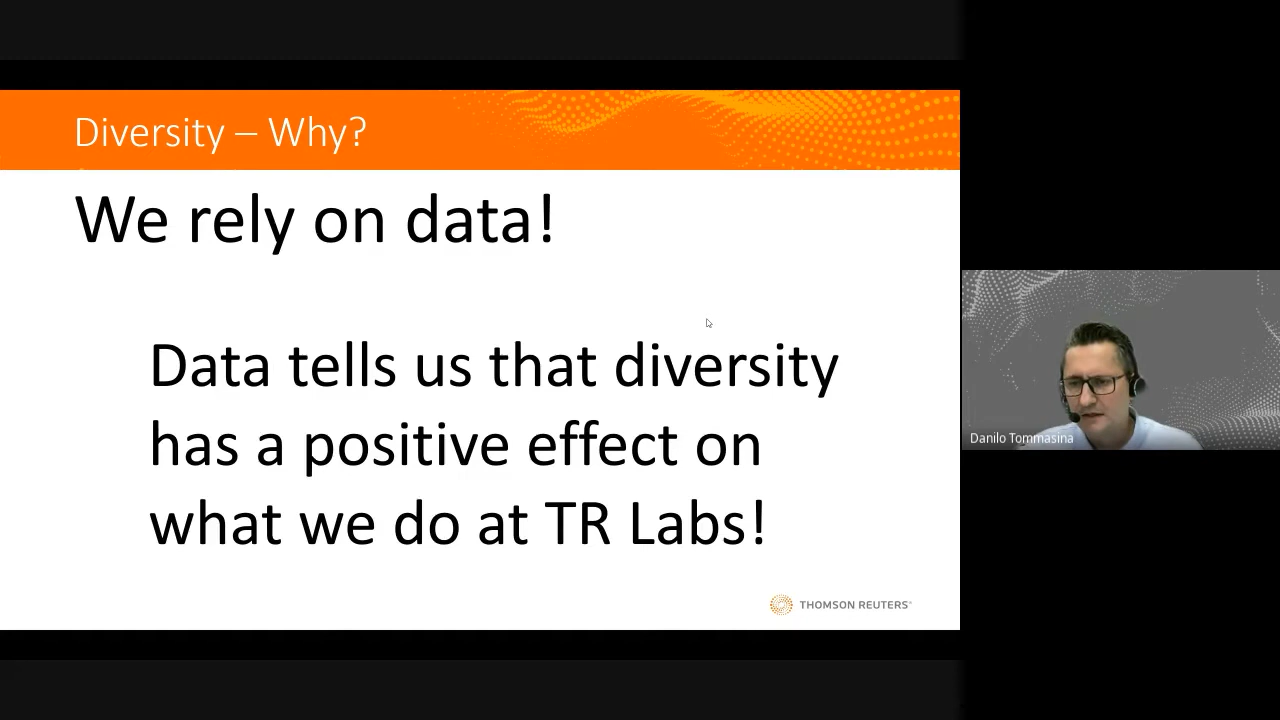 Diversity – Why?
We rely on data!
Data tells us that diversity
has a positive effect on
what we do at TR Labs!
THOMSON REUTERS®
Danilo Tommasina